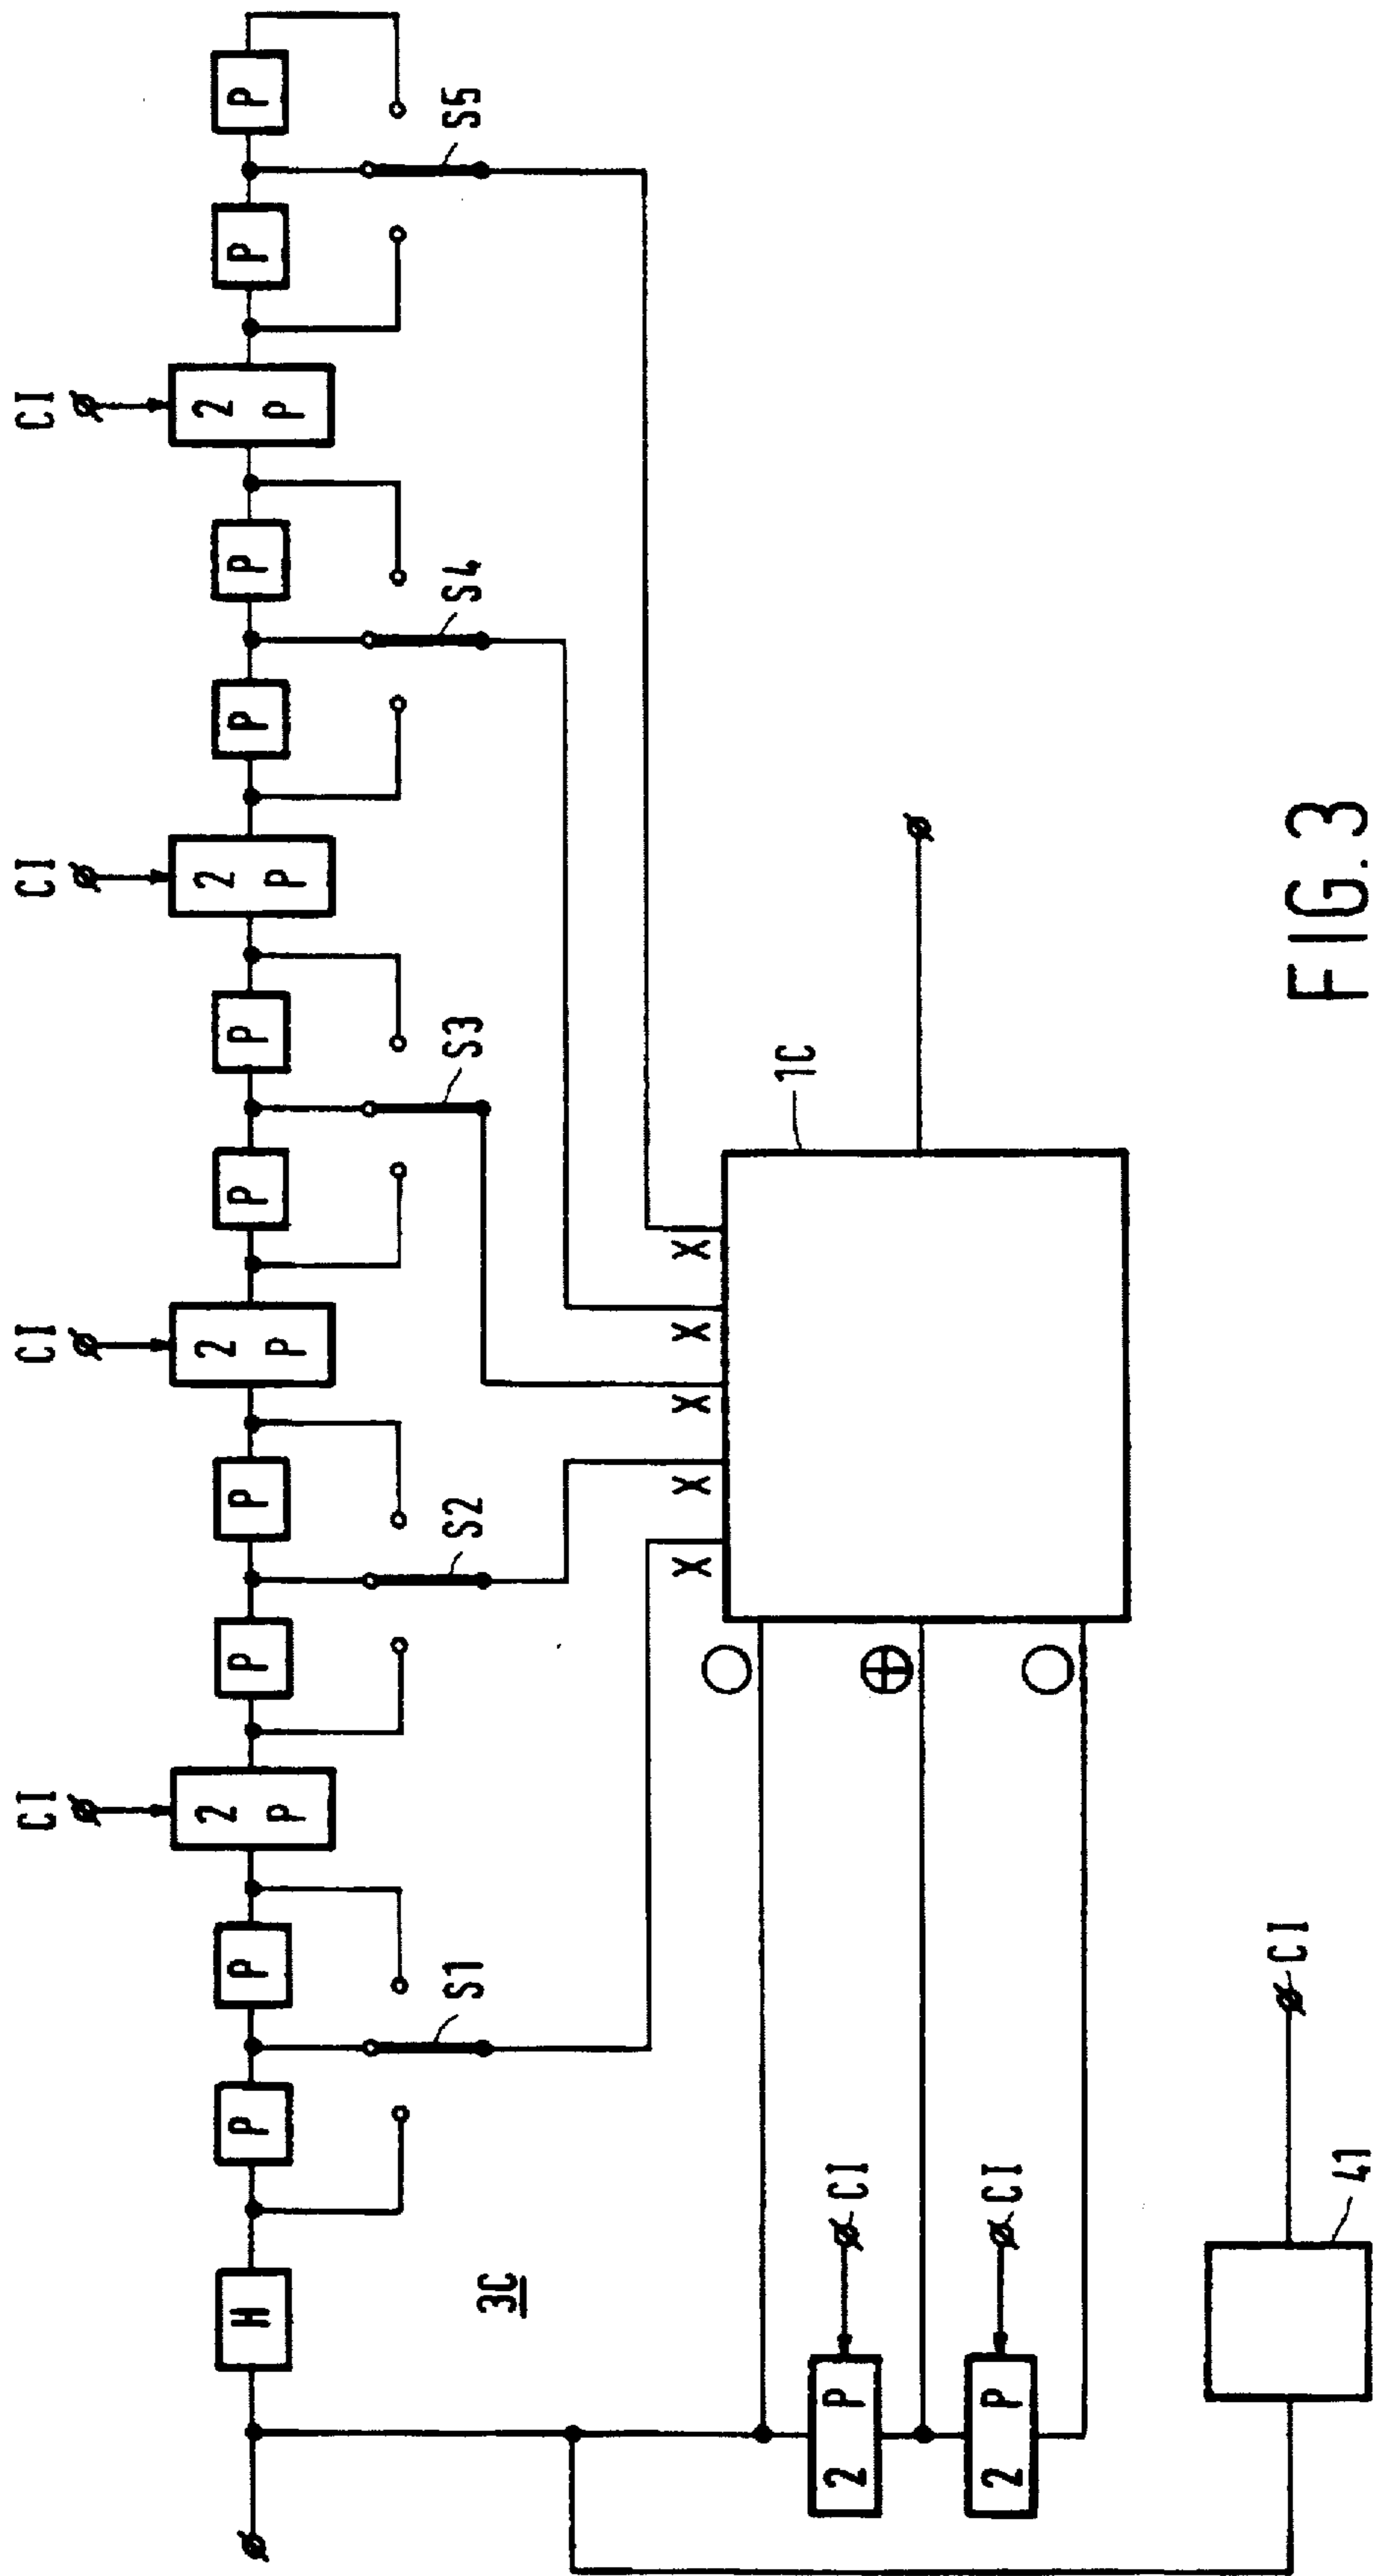 CI CI CI CI
H P P 2 P P P 2 P P P 2 P P P 2 P P P
S1 S2 S3 S4 S5
3C
X X X X X
1C
2 P CI
2 P CI
CI
41
FIG. 3